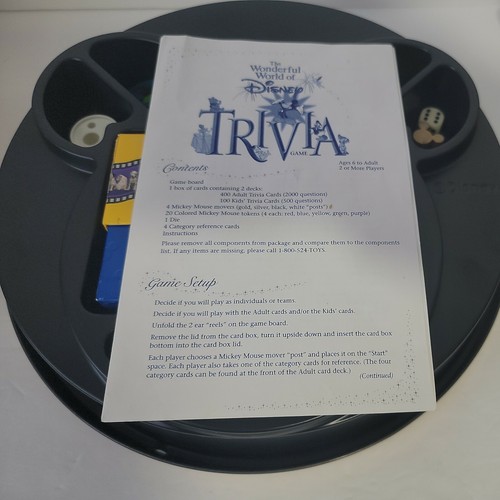 The
Wonderful
World of
Disney
TRIVIA
GAME
Ages 6 to Adult
2 or More Players
Contents
Game board
1 box of cards containing 2 decks:
400 Adult Trivia Cards (2000 questions)
100 Kids' Trivia Cards (500 questions)
4 Mickey Mouse movers (gold, silver, black, white "posts")
20 Colored Mickey Mouse tokens (4 each; red, blue, yellow, green, purple)
1 Die
4 Category reference cards
Instructions
Please remove all components from package and compare them to the components
list. If any items are missing, please call 1-800-524-TOYS.
Game Setup
Decide if you will play as individuals or teams.
Decide if you will play with the Adult cards and/or the Kids' cards.
Unfold the 2 ear "reels" on the game board.
Remove the lid from the card box, turn it upside down and insert the card box
bottom into the card box lid.
Each player chooses a Mickey Mouse mover "post" and places it on the "Start"
space. Each player also takes one of the category cards for reference. (The four
category cards can be found at the front of the Adult card deck.)
(Continued)